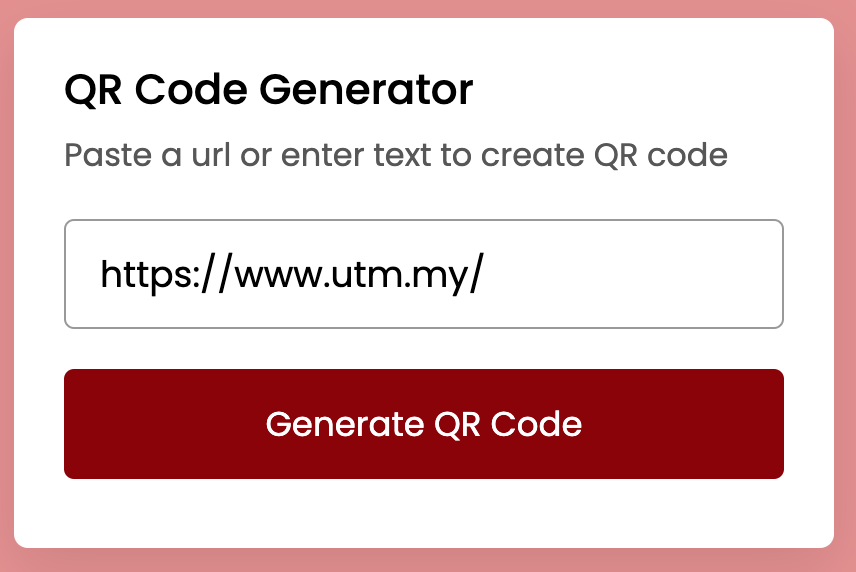 QR Code Generator
Paste a url or enter text to create QR code
https://www.utm.my/
Generate QR Code